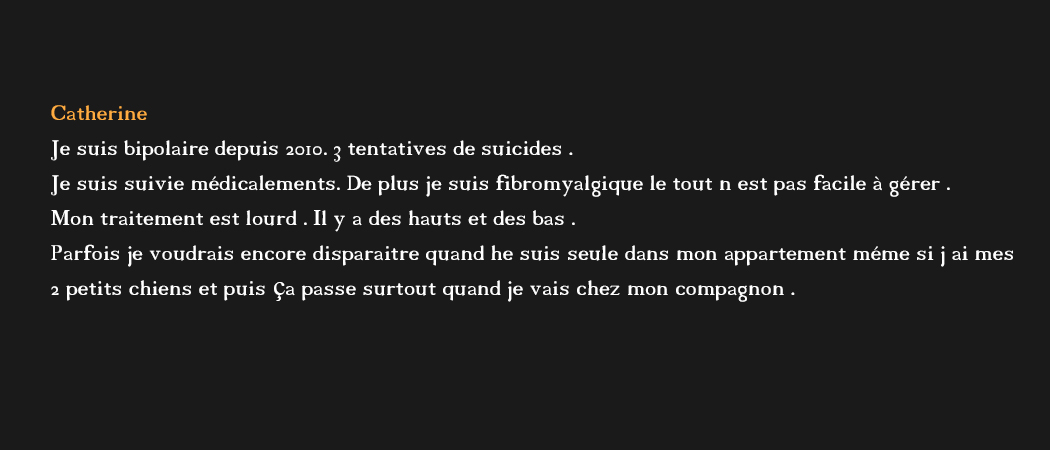 Catherine
Je suis bipolaire depuis 2010. 3 tentatives de suicides .
Je suis suivie médicalements. De plus je suis fibromyalgique le tout n est pas facile à gérer .
Mon traitement est lourd . Il y a des hauts et des bas .
Parfois je voudrais encore disparaitre quand he suis seule dans mon appartement méme si j ai mes
2 petits chiens et puis Ça passe surtout quand je vais chez mon compagnon .